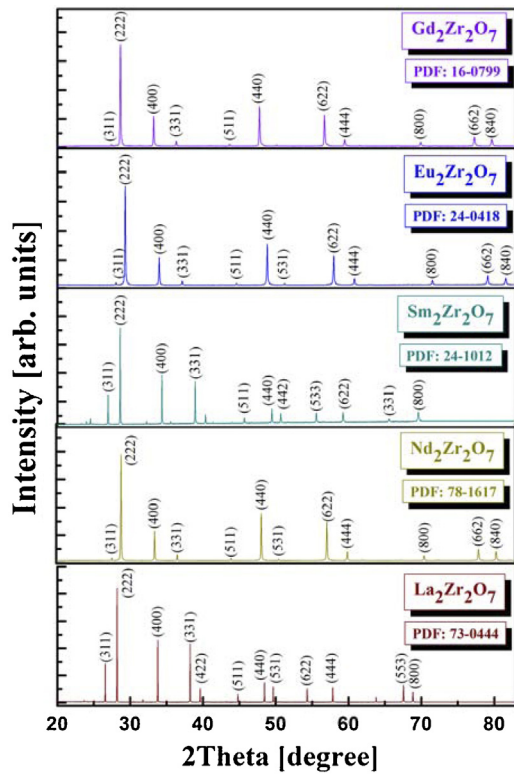 Gd2Zr2O7
PDF: 16-0799
(311) (222) (400) (331) (511) (440) (622) (444) (800) (662) (840)
Eu2Zr2O7
PDF: 24-0418
(311) (222) (400) (331) (511) (440) (531) (622) (444) (800) (662) (840)
Sm2Zr2O7
PDF: 24-1012
(311) (222) (400) (331) (511) (440) (442) (533) (622) (331) (800)
Nd2Zr2O7
PDF: 78-1617
(311) (222) (400) (331) (511) (440) (531) (622) (444) (800) (662) (840)
La2Zr2O7
PDF: 73-0444
(311) (222) (400) (331) (422) (511) (440) (531) (622) (444) (553) (800)
Intensity [arb. units]
20 30 40 50 60 70 80
2Theta [degree]